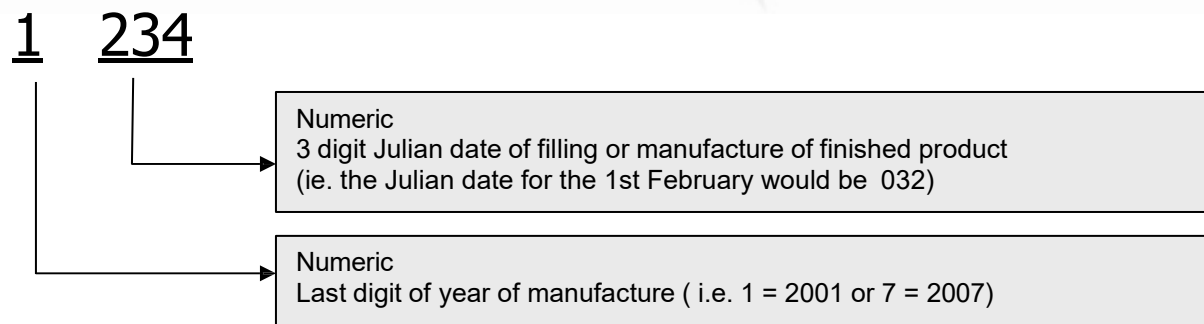 1 234
Numeric
3 digit Julian date of filling or manufacture of finished product
(ie. the Julian date for the 1st February would be  032)
Numeric
Last digit of year of manufacture ( i.e. 1 = 2001 or 7 = 2007)